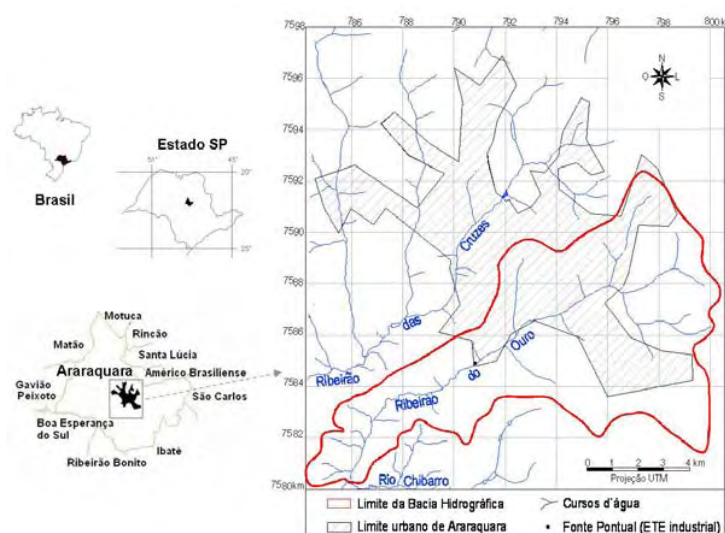 Brasil
Estado SP
51°
45°
20°
25°
Motuca
Rincão
Matão
Santa Lúcia
Araraquara
Américo Brasiliense
Gavião
Peixoto
São Carlos
Boa Esperança
do Sul
Ibaté
Ribeirão Bonito
786
788
790
792
794
796
798
800km
7598
7596
7594
7592
7590
7588
7586
7584
7582
7580km
N
O
L
S
Ribeirão
das
Cruzes
Ribeirão
do
Ouro
Rio Chibarro
0 1 2 3 4 km
Projeção UTM
Limite da Bacia Hidrográfica
Cursos d'água
Limite urbano de Araraquara
Fonte Pontual (ETE industrial)